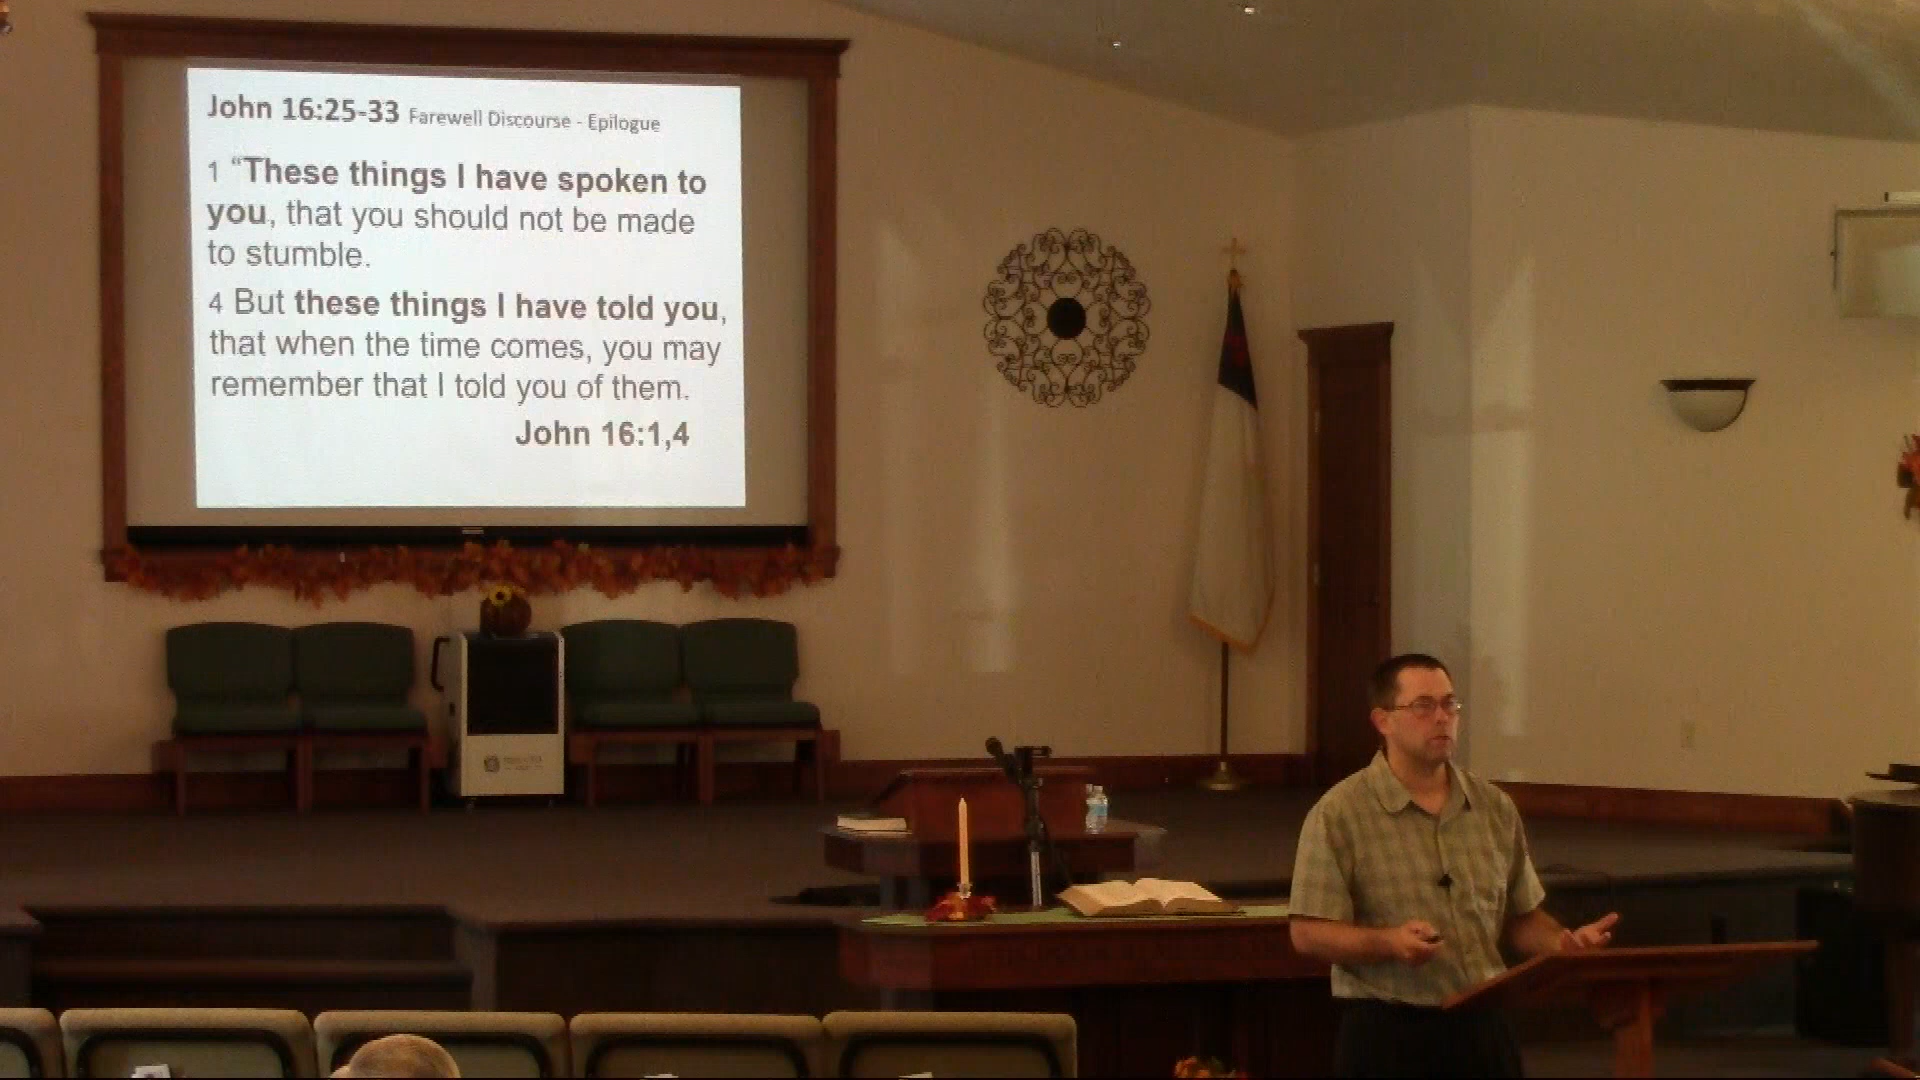 John 16:25-33 Farewell Discourse - Epilogue
1 “These things I have spoken to
you, that you should not be made
to stumble.
4 But these things I have told you,
that when the time comes, you may
remember that I told you of them.
John 16:1,4